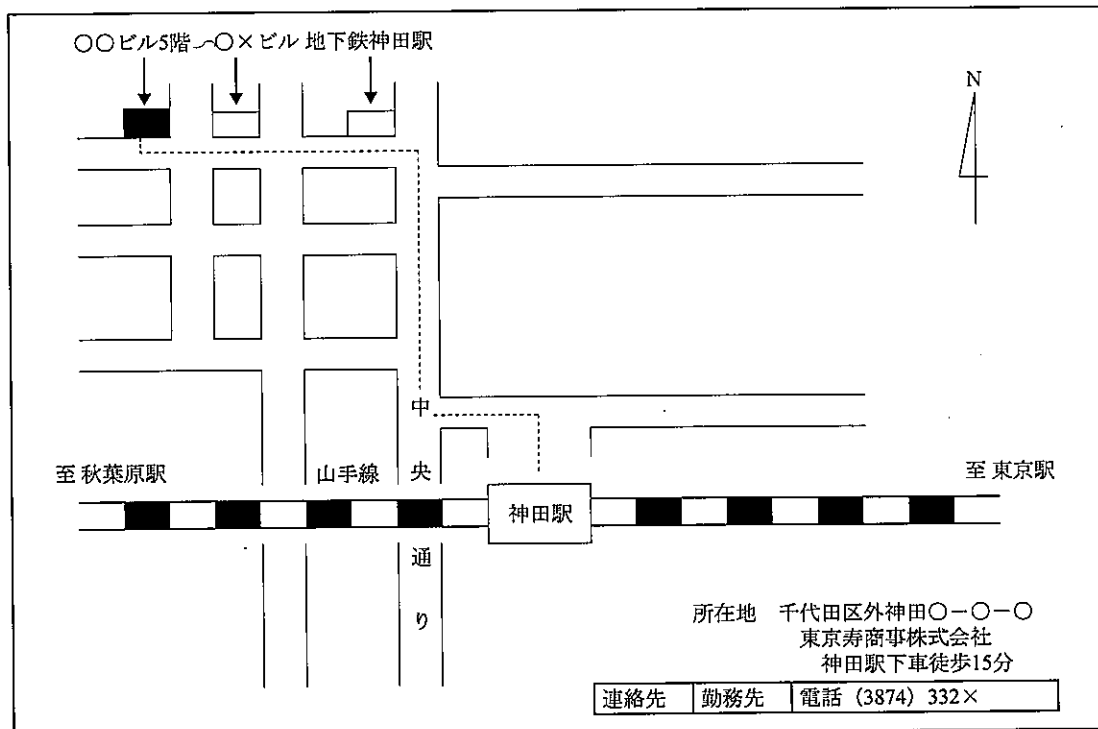 ○○ビル5階 ○×ビル 地下鉄神田駅
N
中央通り
至 秋葉原駅
山手線
至 東京駅
神田駅
所在地 千代田区外神田○−○−○
東京寿商事株式会社
神田駅下車徒歩15分
連絡先 勤務先 電話 (3874) 332×